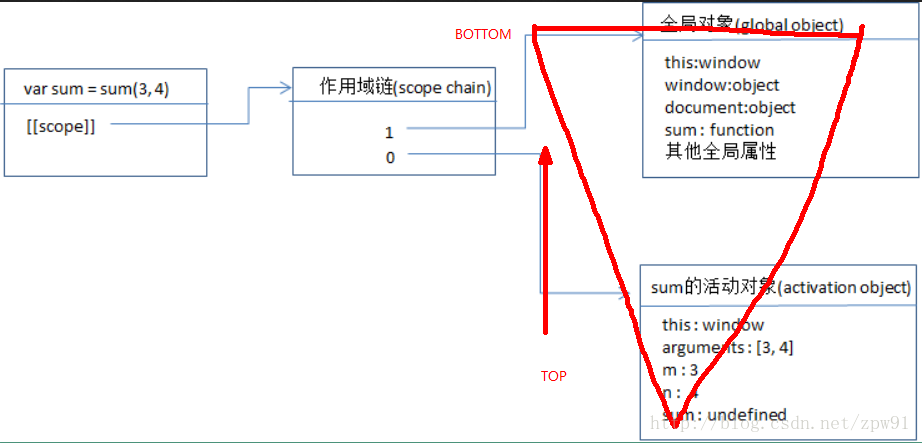 BOTTOM
全局对象(global object)
this:window
window:object
document:object
sum : function
其他全局属性
var sum = sum(3, 4)
[[scope]]
作用域链(scope chain)
1
0
TOP
sum的活动对象(activation object)
this : window
arguments : [3, 4]
m : 3
n : 4
sum : undefined
http://blog.csdn.net/zpw91